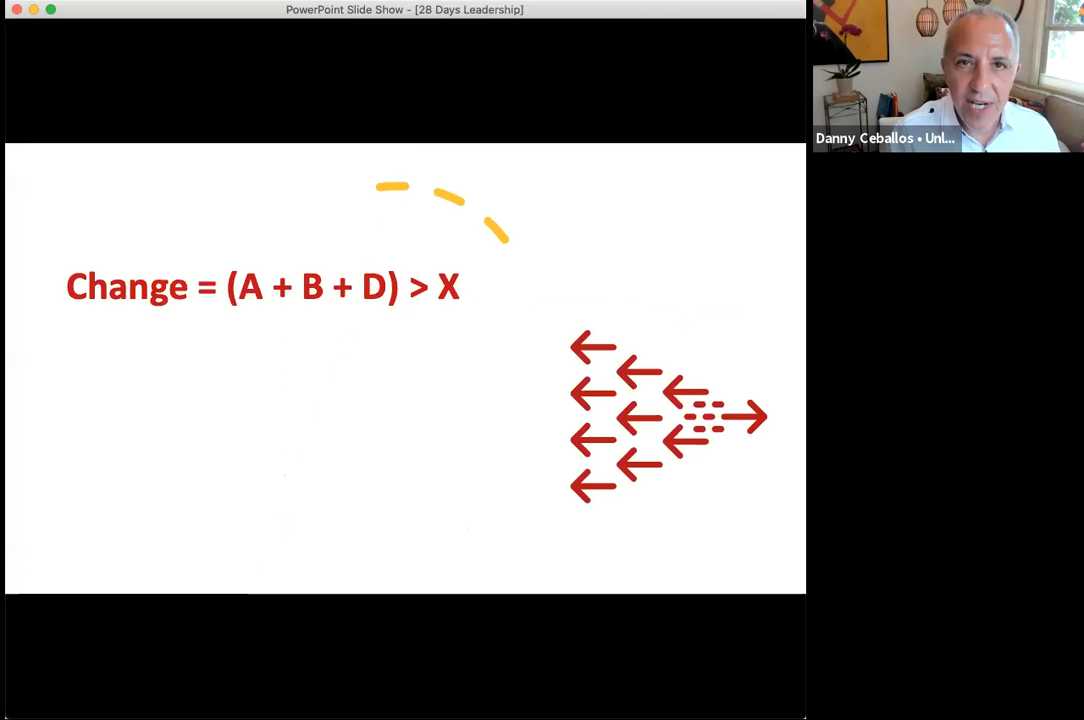 PowerPoint Slide Show - [28 Days Leadership]
Danny Ceballos • Unl...
Change = (A + B + D) > X